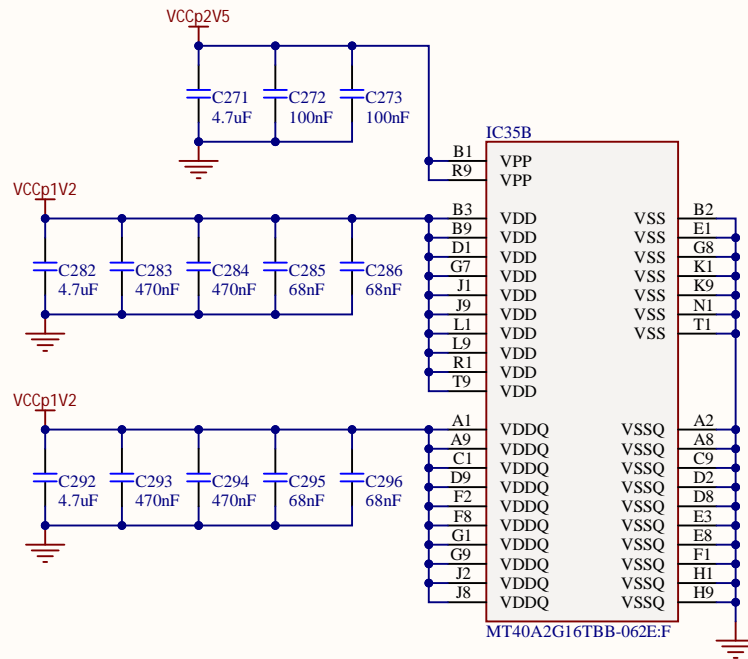 VCCp2V5
C271
4.7uF
C272
100nF
C273
100nF
IC35B
B1 VPP
R9 VPP
VCCp1V2
C282
4.7uF
C283
470nF
C284
470nF
C285
68nF
C286
68nF
B3 VDD VSS B2
B9 VDD VSS E1
D1 VDD VSS G8
G7 VDD VSS K1
J1 VDD VSS K9
J9 VDD VSS N1
L1 VDD VSS T1
L9 VDD
R1 VDD
T9 VDD
VCCp1V2
C292
4.7uF
C293
470nF
C294
470nF
C295
68nF
C296
68nF
A1 VDDQ VSSQ A2
A9 VDDQ VSSQ A8
C1 VDDQ VSSQ C9
D9 VDDQ VSSQ D2
F2 VDDQ VSSQ D8
F8 VDDQ VSSQ E3
G1 VDDQ VSSQ E8
G9 VDDQ VSSQ F1
J2 VDDQ VSSQ H1
J8 VDDQ VSSQ H9
MT40A2G16TBB-062E:F